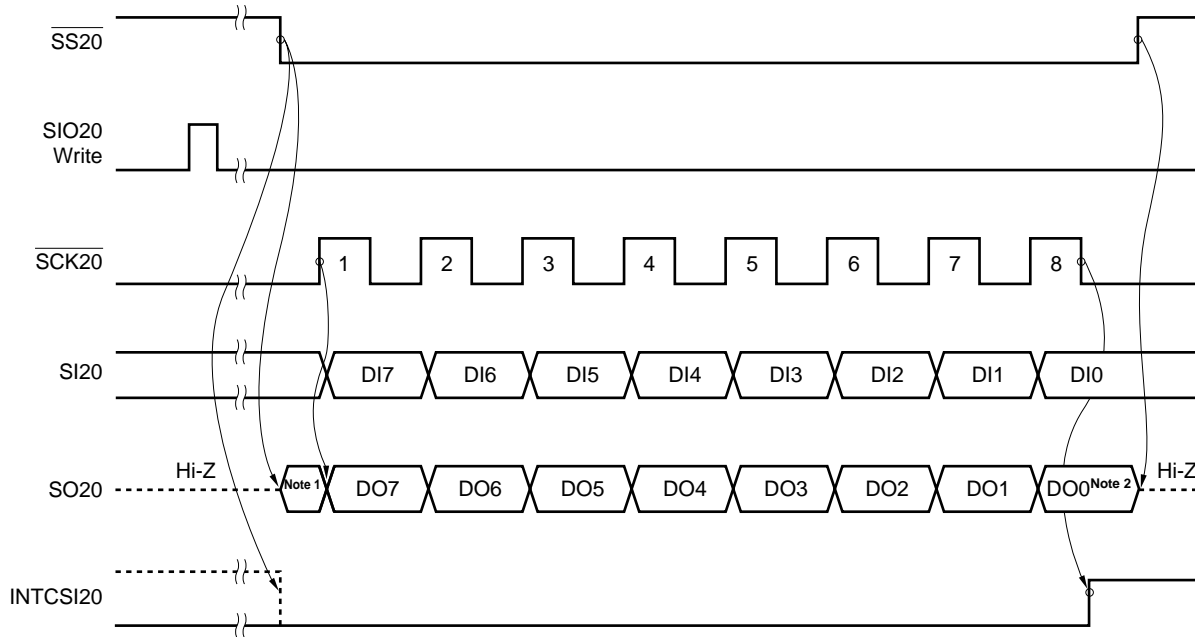 SS20
SIO20
Write
SCK20
1 2 3 4 5 6 7 8
SI20
DI7 DI6 DI5 DI4 DI3 DI2 DI1 DI0
SO20
Hi-Z Note 1 DO7 DO6 DO5 DO4 DO3 DO2 DO1 DO0 Note 2 Hi-Z
INTCSI20